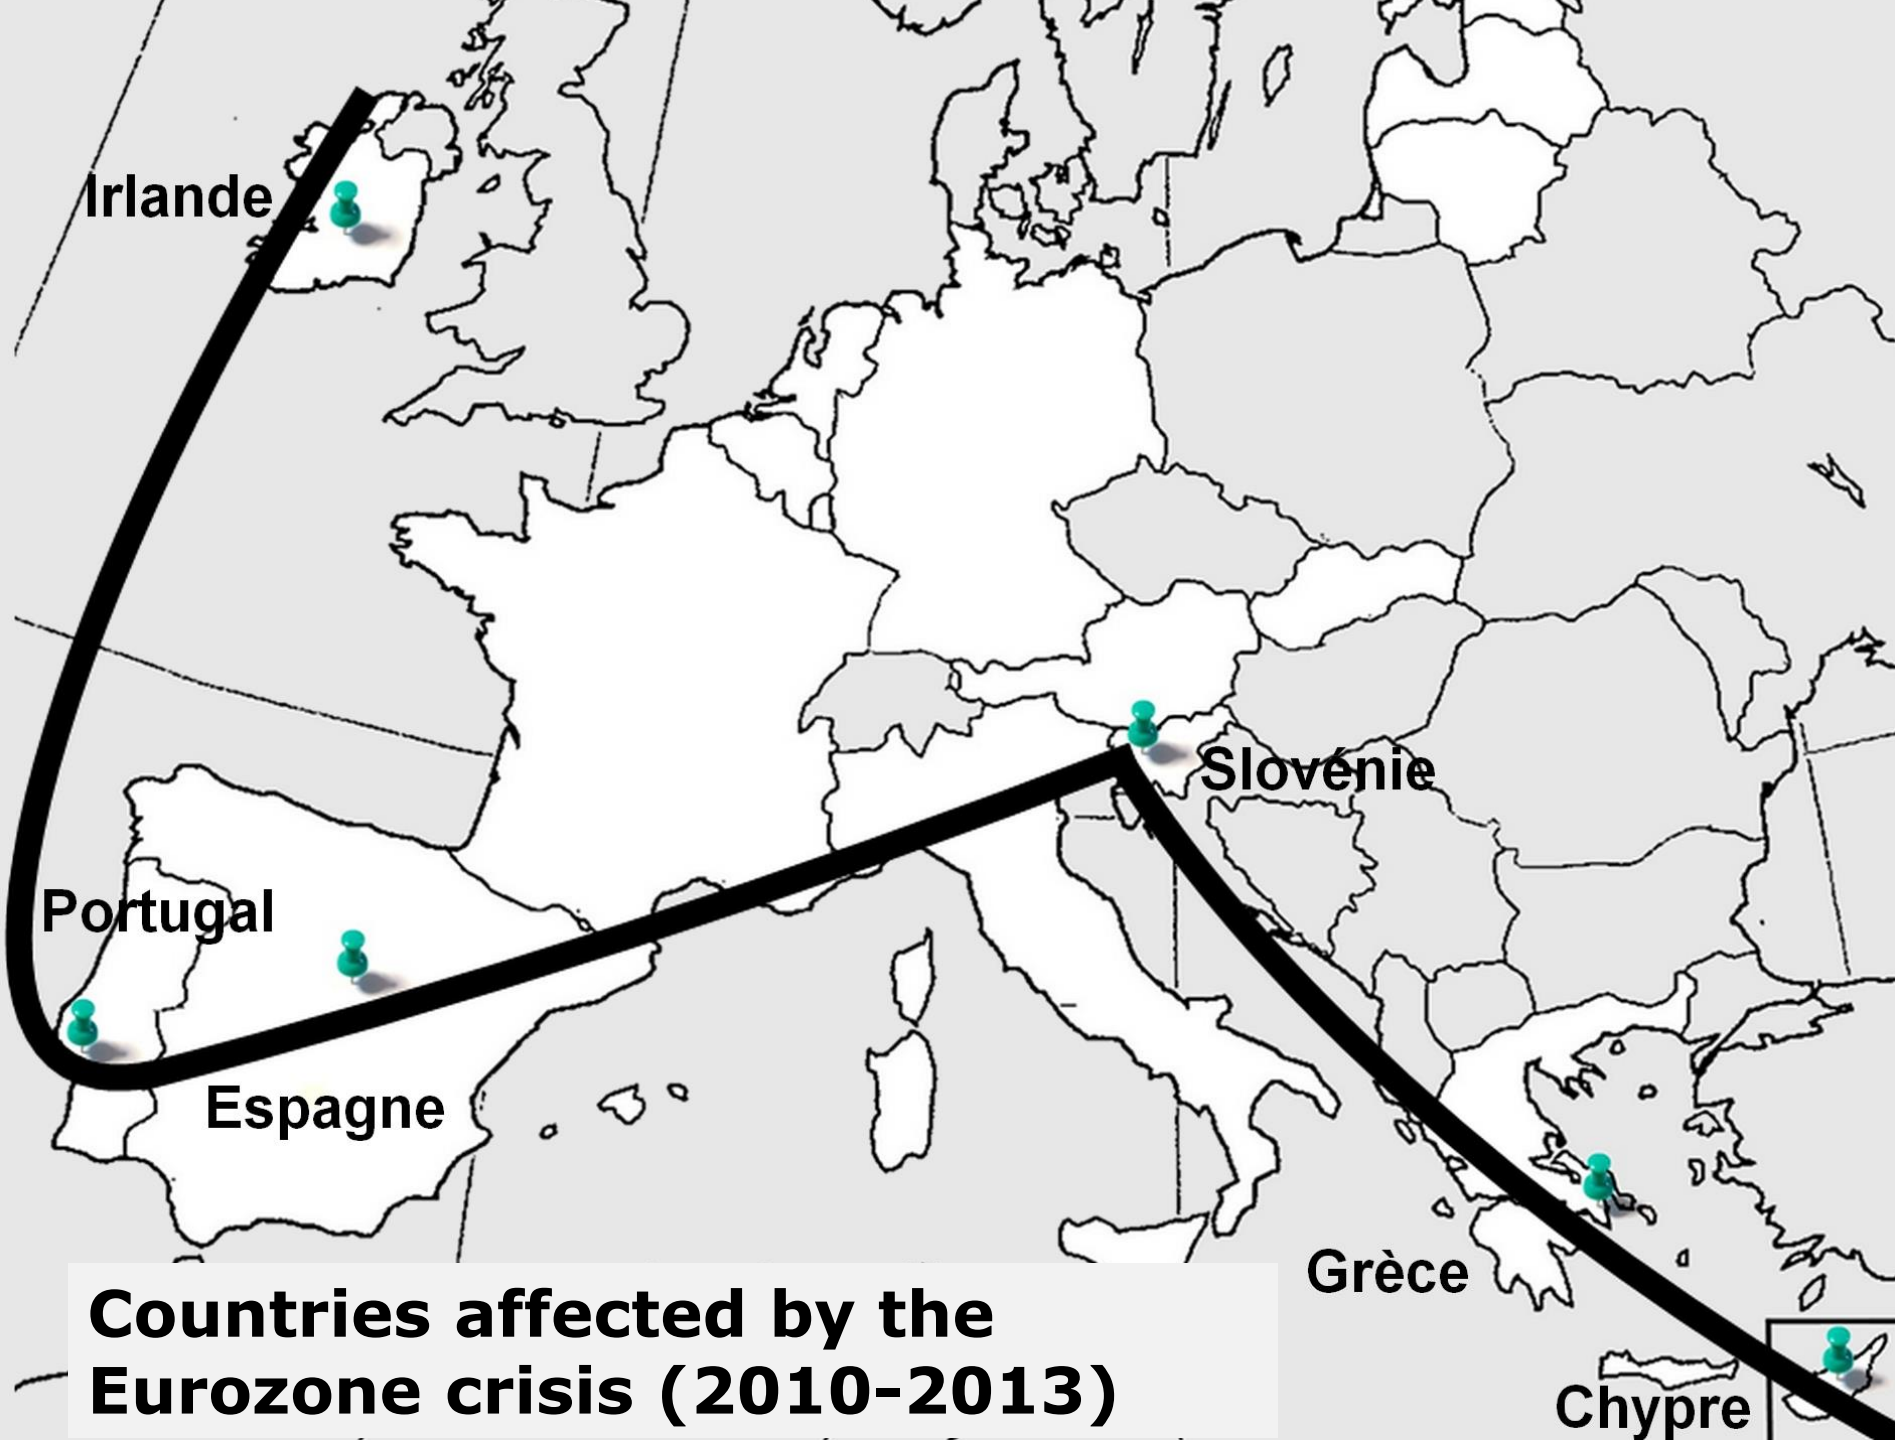 Irlande
Slovénie
Portugal
Espagne
Grèce
Chypre
Countries affected by the
Eurozone crisis (2010-2013)